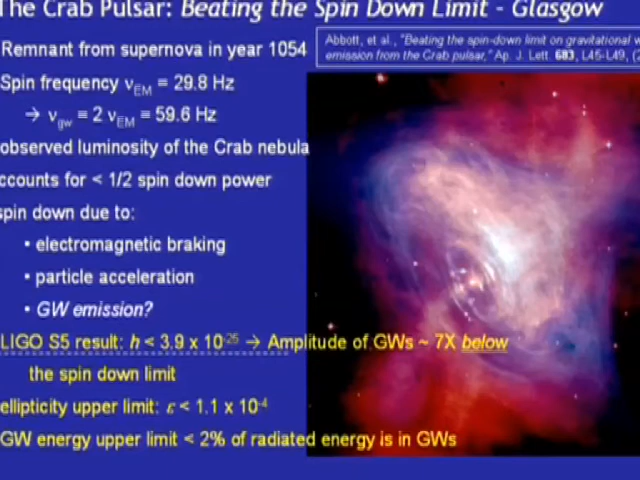 The Crab Pulsar: Beating the Spin Down Limit - Glasgow
Abbott, et al., "Beating the spin-down limit on gravitational w
emission from the Crab pulsar," Ap. J. Lett. 683, L45-L49, (2
Remnant from supernova in year 1054
Spin frequency νEM = 29.8 Hz
→ νgw = 2 νEM = 59.6 Hz
observed luminosity of the Crab nebula
ccounts for < 1/2 spin down power
spin down due to:
• electromagnetic braking
• particle acceleration
• GW emission?
LIGO S5 result: h < 3.9 x 10-25 → Amplitude of GWs ~ 7X below
the spin down limit
ellipticity upper limit: ε < 1.1 x 10-4
GW energy upper limit < 2% of radiated energy is in GWs